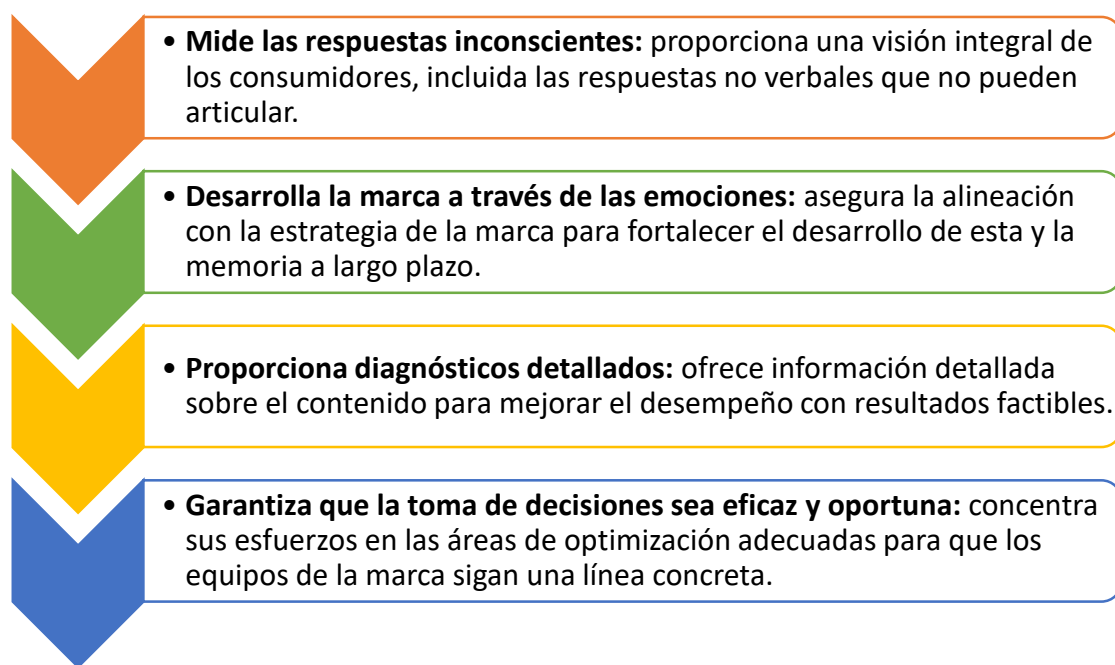 • Mide las respuestas inconscientes: proporciona una visión integral de
los consumidores, incluida las respuestas no verbales que no pueden
articular.
• Desarrolla la marca a través de las emociones: asegura la alineación
con la estrategia de la marca para fortalecer el desarrollo de esta y la
memoria a largo plazo.
• Proporciona diagnósticos detallados: ofrece información detallada
sobre el contenido para mejorar el desempeño con resultados factibles.
• Garantiza que la toma de decisiones sea eficaz y oportuna: concentra
sus esfuerzos en las áreas de optimización adecuadas para que los
equipos de la marca sigan una línea concreta.